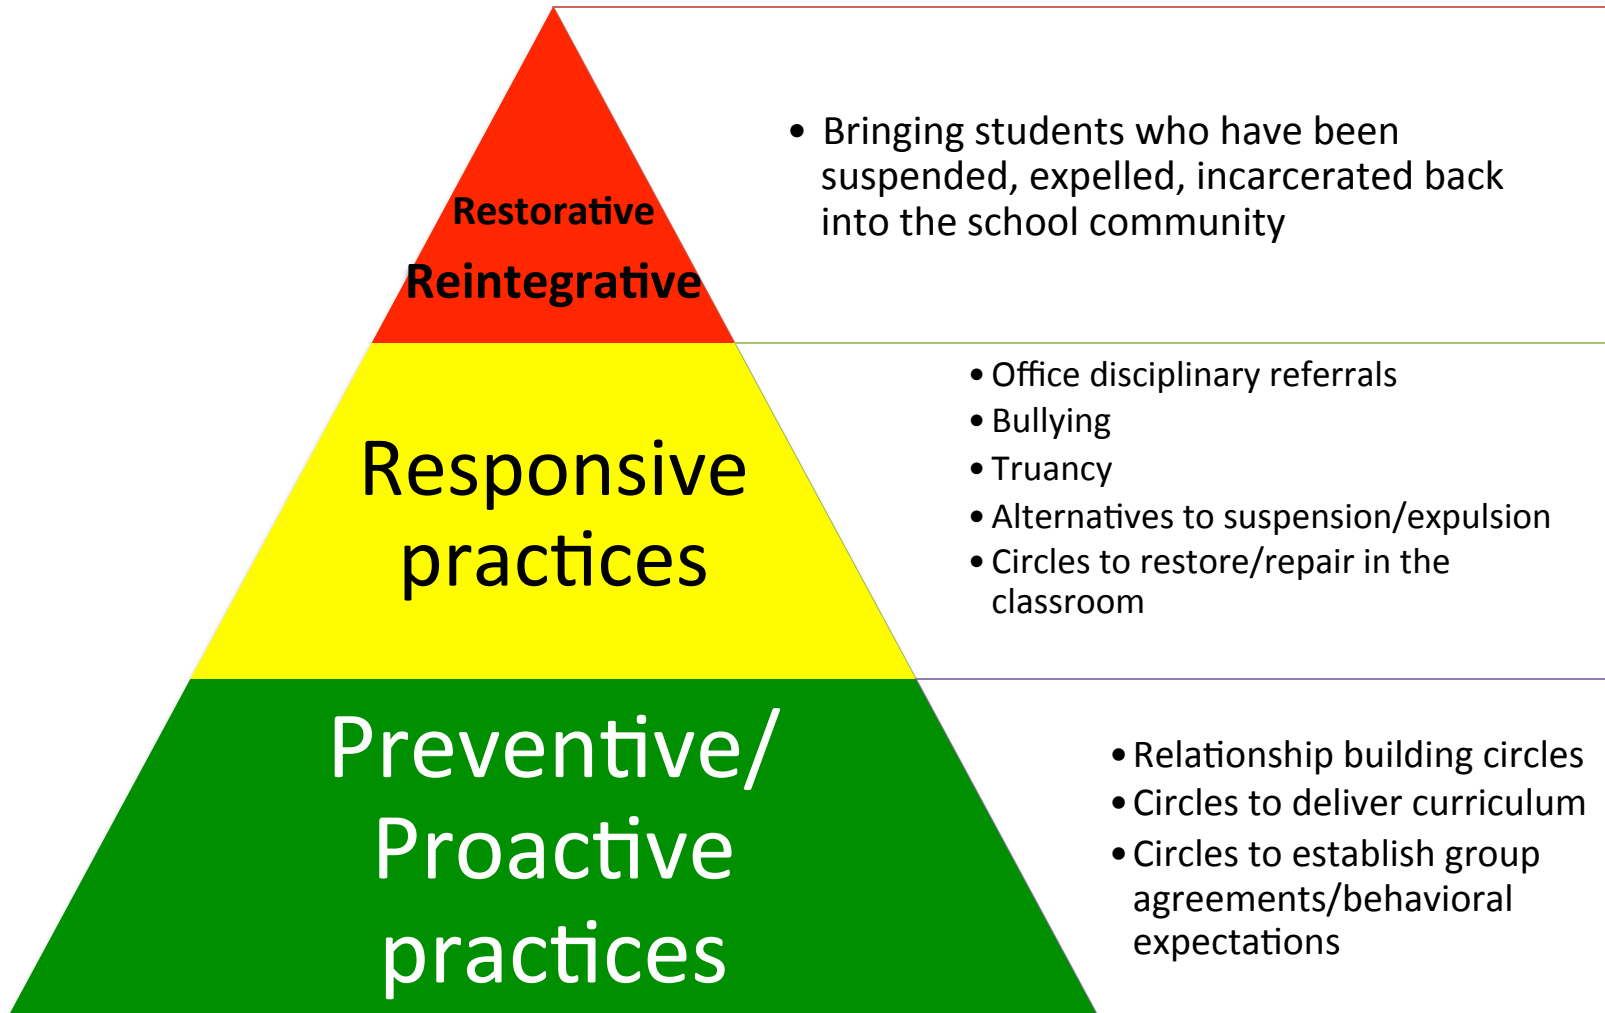 Restorative
Reintegrative
• Bringing students who have been
suspended, expelled, incarcerated back
into the school community
Responsive
practices
• Office disciplinary referrals
• Bullying
• Truancy
• Alternatives to suspension/expulsion
• Circles to restore/repair in the
classroom
Preventive/
Proactive
practices
• Relationship building circles
• Circles to deliver curriculum
• Circles to establish group
agreements/behavioral
expectations